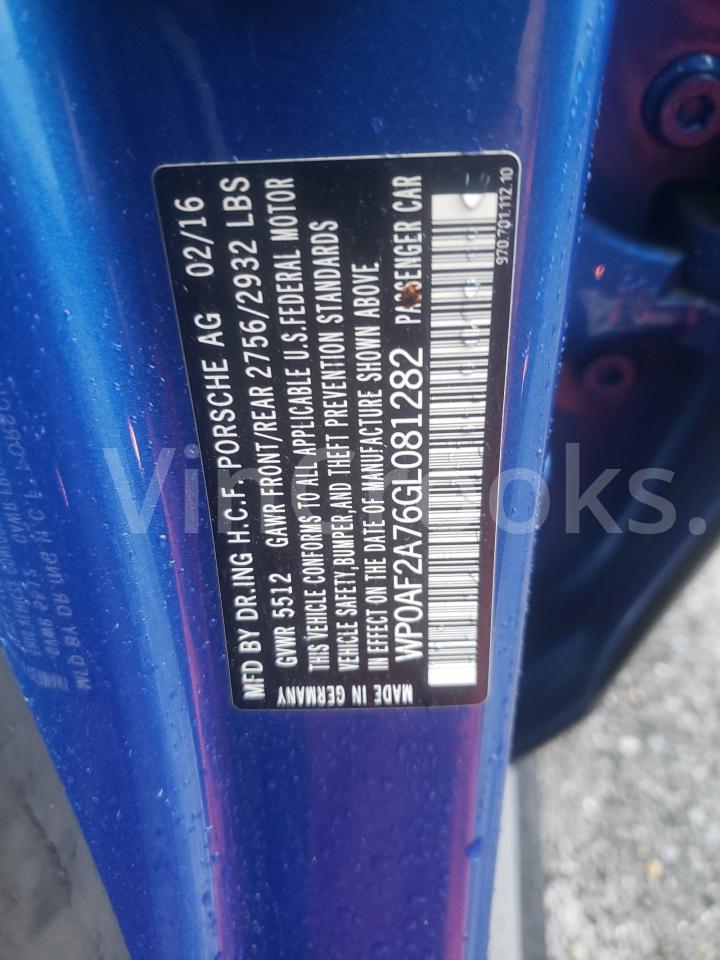 MFD BY DR.ING H.C.F. PORSCHE AG 02/16
GVWR 5512 GAWR FRONT/REAR 2756/2932 LBS
THIS VEHICLE CONFORMS TO ALL APPLICABLE U.S.FEDERAL MOTOR
VEHICLE SAFETY,BUMPER,AND THEFT PREVENTION STANDARDS
IN EFFECT ON THE DATE OF MANUFACTURE SHOWN ABOVE.
WP0AF2A76GL081282 PASSENGER CAR
MADE IN GERMANY
970.701.112.10